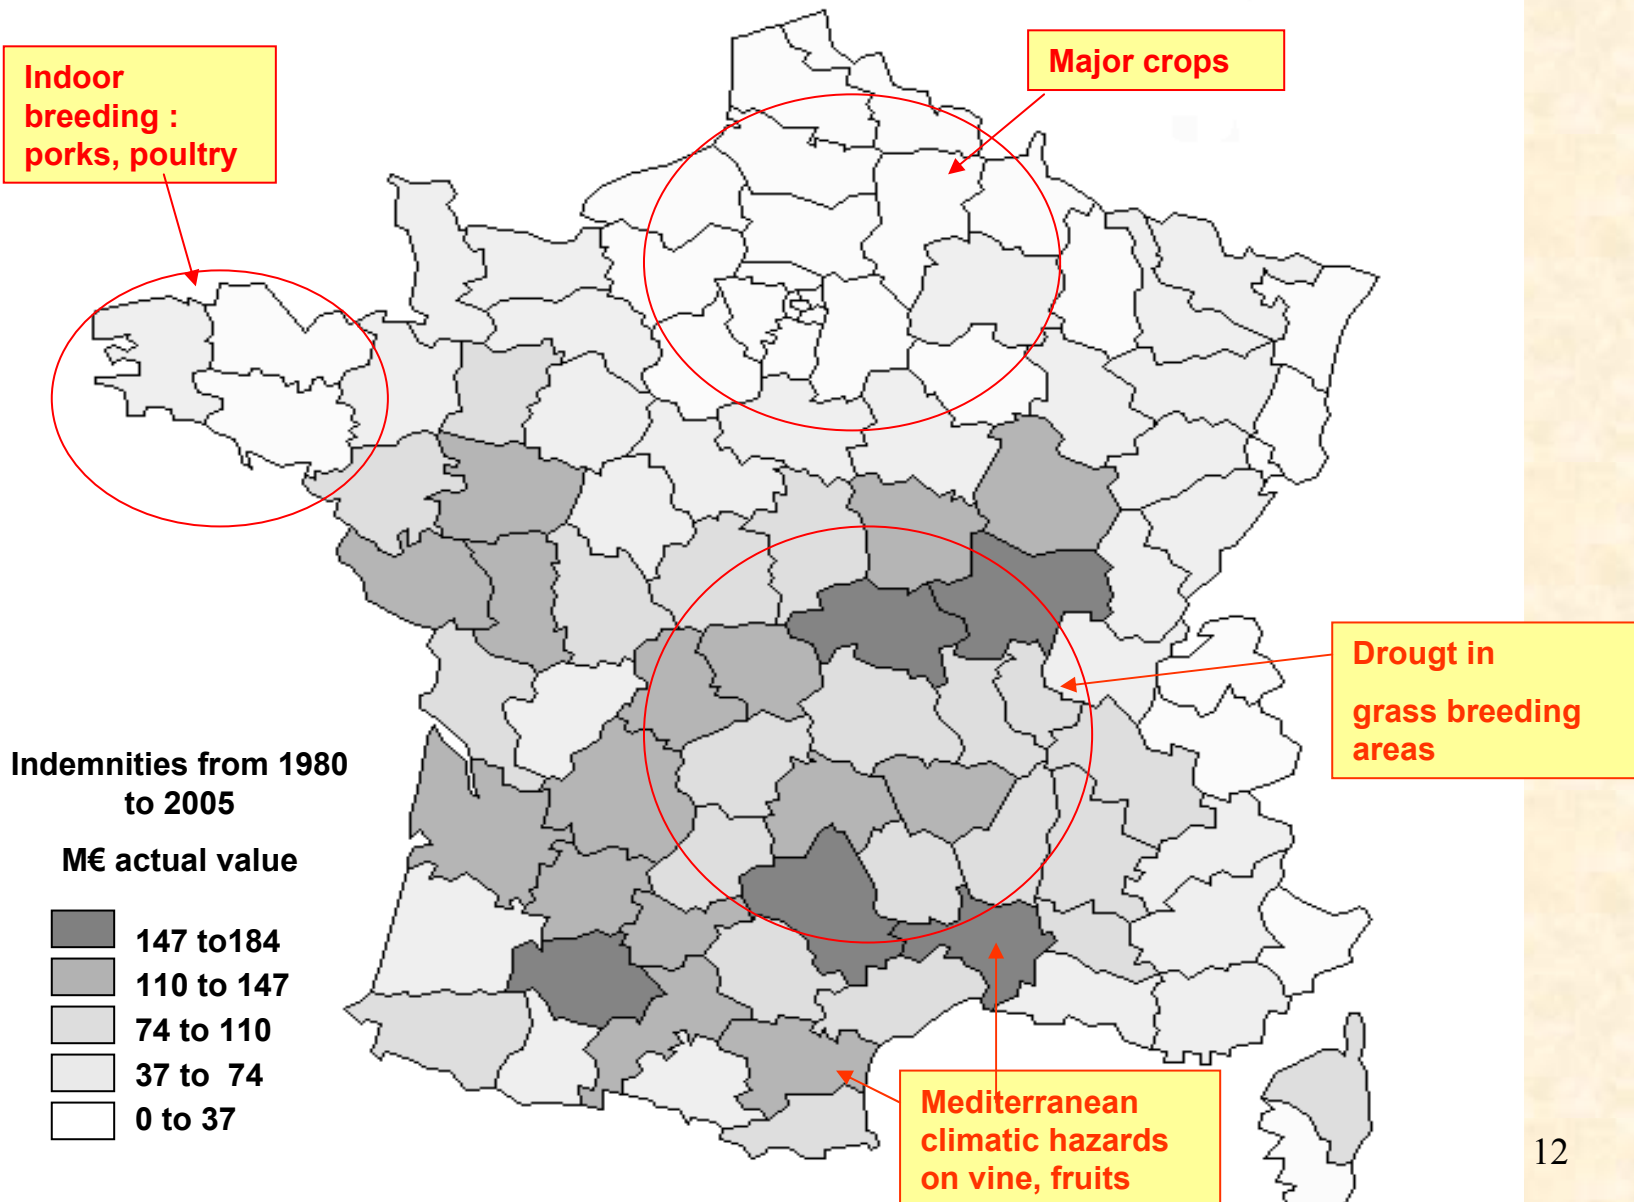 Indoor
breeding :
porks, poultry
Major crops
Drougt in
grass breeding
areas
Indemnities from 1980
to 2005
M€ actual value
147 to184
110 to 147
74 to 110
37 to 74
0 to 37
Mediterranean
climatic hazards
on vine, fruits
12